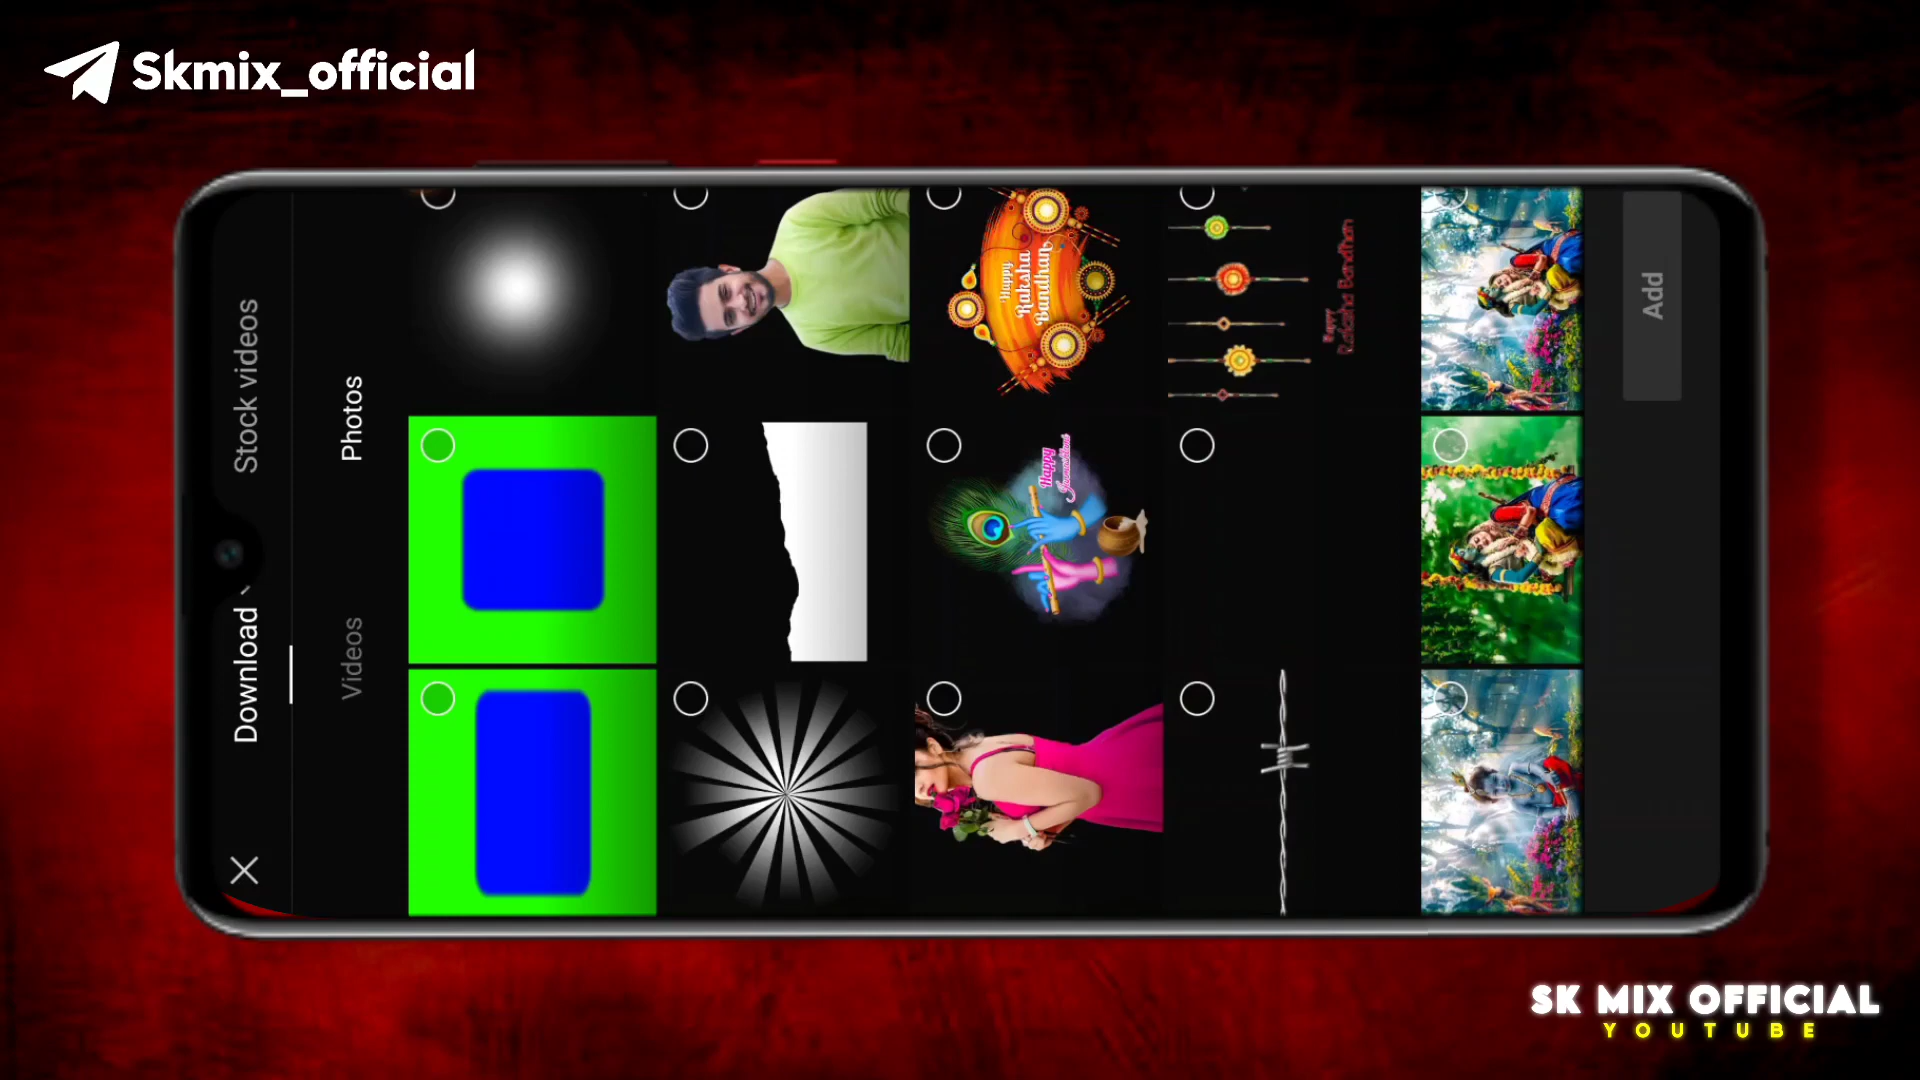 Skmix_official
Download
Stock videos
Videos
Photos
Happy
Raksha
Bandhan
Happy
Raksha Bandhan
Happy
Janmashtami
Add
SK MIX OFFICIAL
YOUTUBE